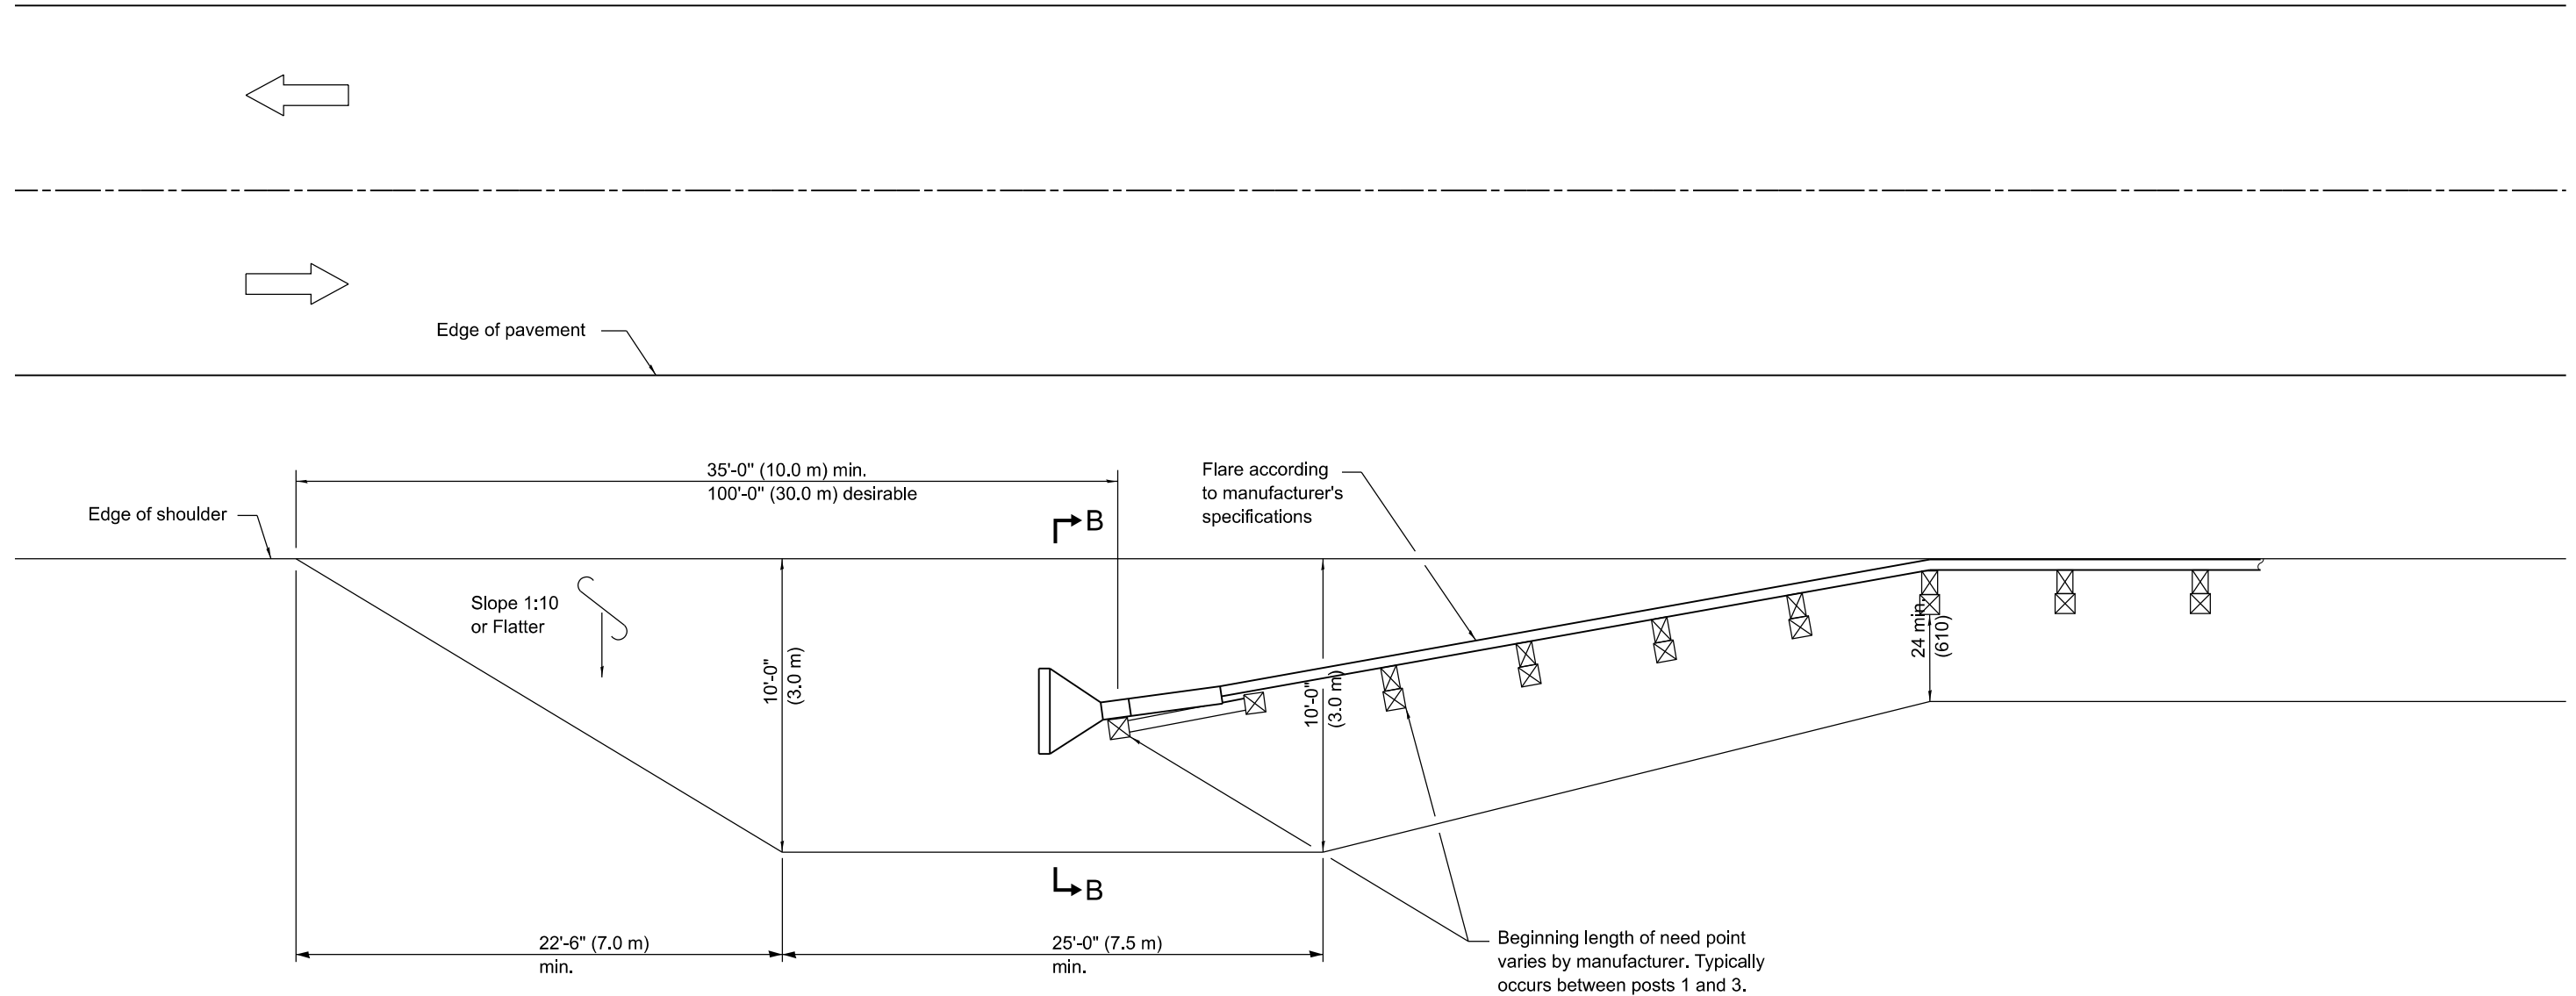 Edge of pavement
35'-0" (10.0 m) min.
100'-0" (30.0 m) desirable
Flare according
to manufacturer's
specifications
Edge of shoulder
B
Slope 1:10
or Flatter
10'-0"
(3.0 m)
10'-0"
(3.0 m)
24 min.
(610)
B
22'-6" (7.0 m)
min.
25'-0" (7.5 m)
min.
Beginning length of need point
varies by manufacturer. Typically
occurs between posts 1 and 3.